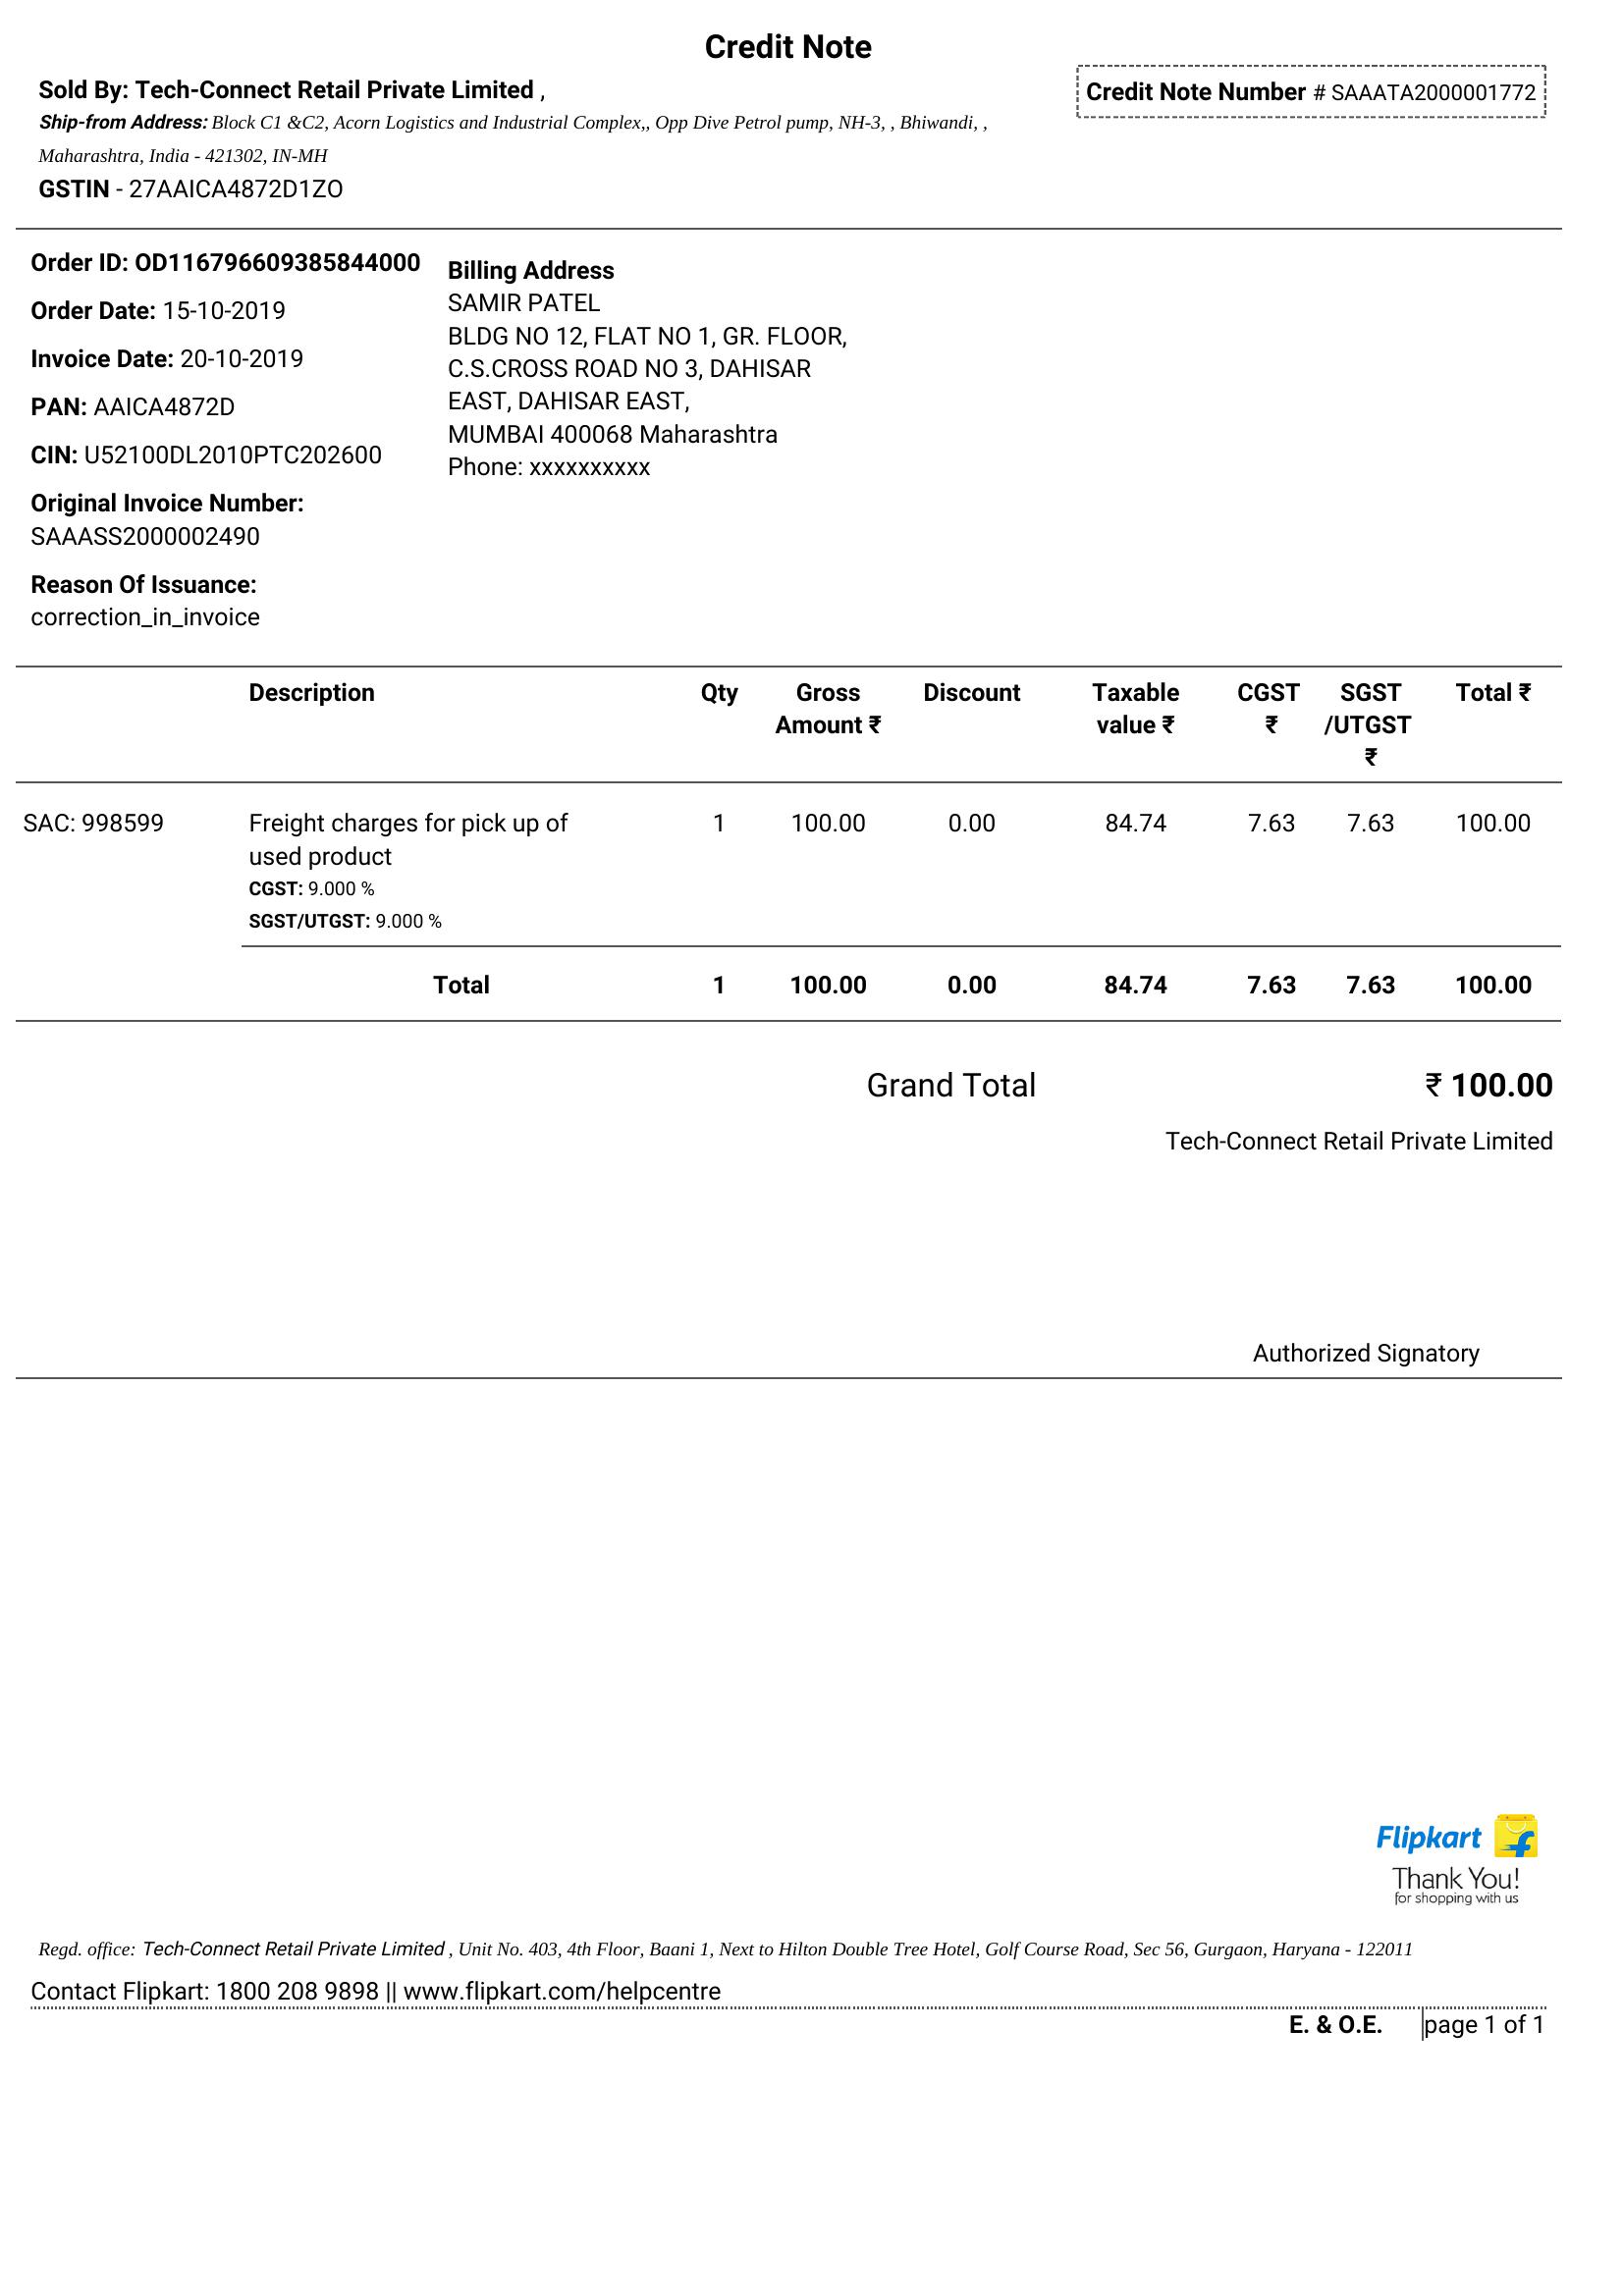 Credit Note
Sold By: Tech-Connect Retail Private Limited ,
Ship-from Address: Block C1 &C2, Acorn Logistics and Industrial Complex,, Opp Dive Petrol pump, NH-3, , Bhiwandi, ,
Maharashtra, India - 421302, IN-MH
GSTIN - 27AAICA4872D1ZO
Credit Note Number # SAAATA2000001772
Order ID: OD116796609385844000
Order Date: 15-10-2019
Invoice Date: 20-10-2019
PAN: AAICA4872D
CIN: U52100DL2010PTC202600
Original Invoice Number:
SAAASS2000002490
Reason Of Issuance:
correction_in_invoice
Billing Address
SAMIR PATEL
BLDG NO 12, FLAT NO 1, GR. FLOOR,
C.S.CROSS ROAD NO 3, DAHISAR
EAST, DAHISAR EAST,
MUMBAI 400068 Maharashtra
Phone: xxxxxxxxxx
Description Qty Gross Discount Taxable CGST SGST Total ₹
Amount ₹ value ₹ ₹ /UTGST
₹
SAC: 998599 Freight charges for pick up of 1 100.00 0.00 84.74 7.63 7.63 100.00
used product
CGST: 9.000 %
SGST/UTGST: 9.000 %
Total 1 100.00 0.00 84.74 7.63 7.63 100.00
Grand Total ₹ 100.00
Tech-Connect Retail Private Limited
Authorized Signatory
Flipkart
Thank You!
for shopping with us
Regd. office: Tech-Connect Retail Private Limited , Unit No. 403, 4th Floor, Baani 1, Next to Hilton Double Tree Hotel, Golf Course Road, Sec 56, Gurgaon, Haryana - 122011
Contact Flipkart: 1800 208 9898 || www.flipkart.com/helpcentre
E. & O.E. page 1 of 1